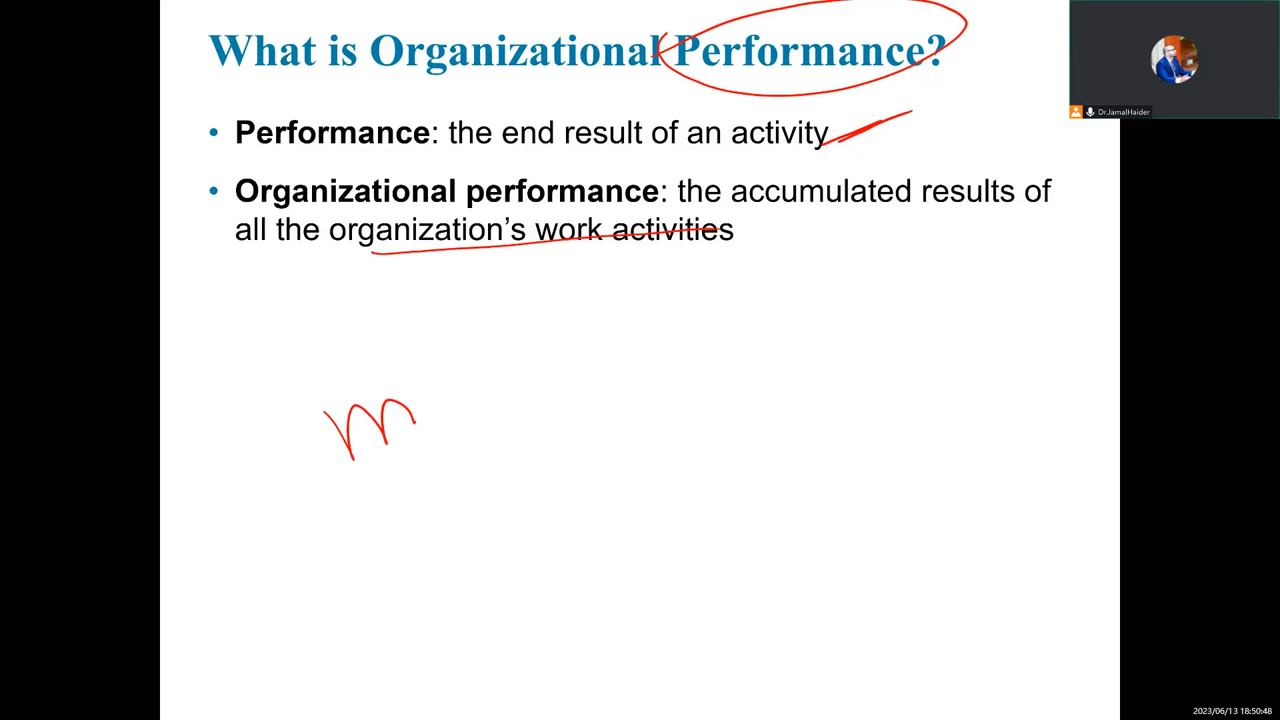 What is Organizational Performance?
Dr.JamalHaider
• Performance: the end result of an activity
• Organizational performance: the accumulated results of
all the organization’s work activities
m
2023/06/13 18:50:48